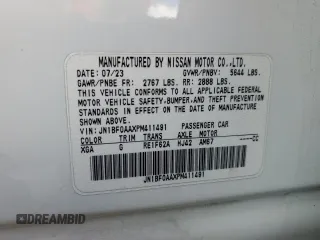 MANUFACTURED BY NISSAN MOTOR CO.,LTD.
DATE: 07/23 GVWR/PNBV: 5644 LBS.
GAWR/PNBE FR: 2767 LBS. RR: 2888 LBS.
THIS VEHICLE CONFORMS TO ALL APPLICABLE FEDERAL
MOTOR VEHICLE SAFETY,BUMPER,AND THEFT PREVENTION
STANDARDS IN EFFECT ON THE DATE OF MANUFACTURE
SHOWN ABOVE.
VIN: JN1BF0AAXPM411491 PASSENGER CAR
COLOR TRIM TRANS AXLE MOTOR
XGA G RE1F62A HJ42 AM67
JN1BF0AAXPM411491
DREAMBID